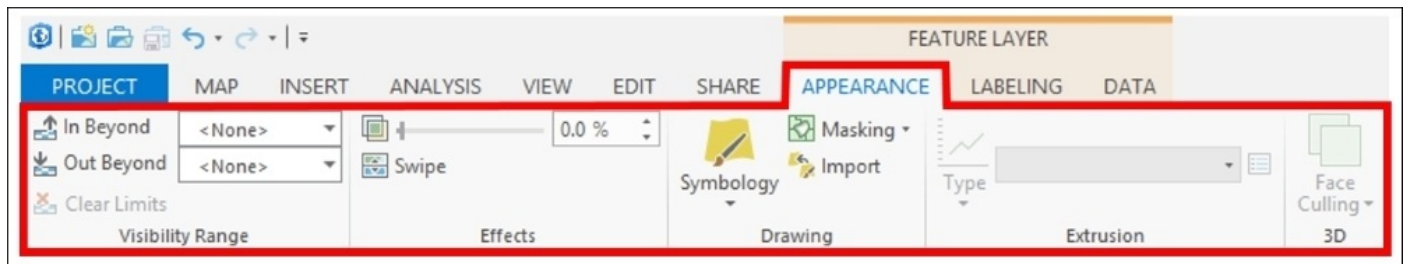 FEATURE LAYER
PROJECT MAP INSERT ANALYSIS VIEW EDIT SHARE APPEARANCE LABELING DATA
In Beyond <None> 0.0 % Masking
Out Beyond <None> Swipe Import
Symbology Type Face
Clear Limits Culling
Visibility Range Effects Drawing Extrusion 3D